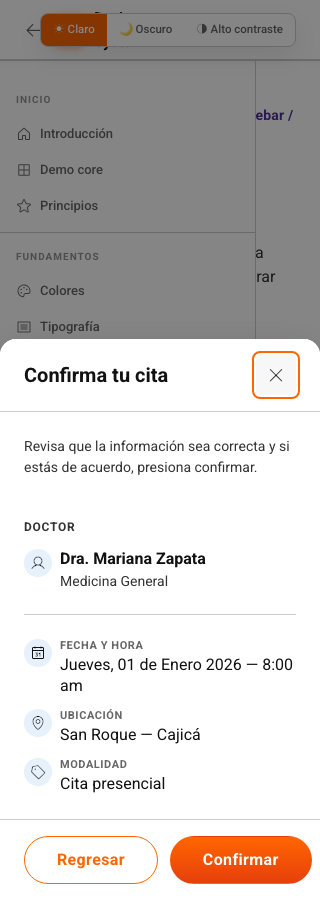 Claro
Oscuro
Alto contraste
ebar /
INICIO
Introducción
Demo core
Principios
FUNDAMENTOS
a
rar
Colores
Tipografía
Confirma tu cita
Revisa que la información sea correcta y si
estás de acuerdo, presiona confirmar.
DOCTOR
Dra. Mariana Zapata
Medicina General
FECHA Y HORA
Jueves, 01 de Enero 2026 — 8:00
am
UBICACIÓN
San Roque — Cajicá
MODALIDAD
Cita presencial
Regresar
Confirmar